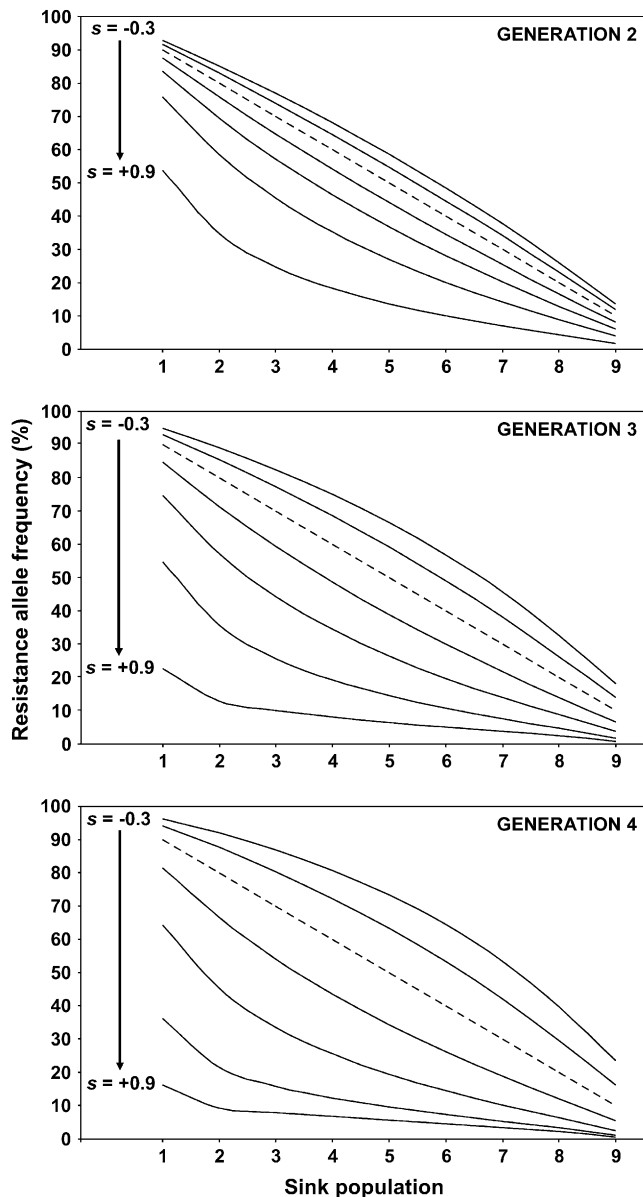 GENERATION 2
s = -0.3
s = +0.9
100
90
80
70
60
50
40
30
20
10
0
1 2 3 4 5 6 7 8 9
GENERATION 3
s = -0.3
s = +0.9
100
90
80
70
60
50
40
30
20
10
0
1 2 3 4 5 6 7 8 9
Resistance allele frequency (%)
GENERATION 4
s = -0.3
s = +0.9
100
90
80
70
60
50
40
30
20
10
0
1 2 3 4 5 6 7 8 9
Sink population